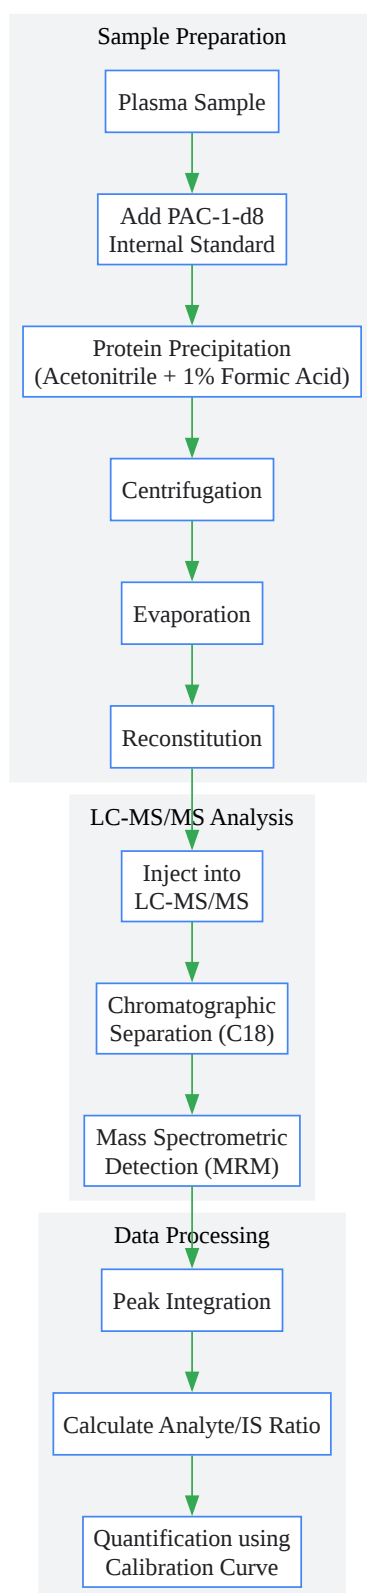 Sample Preparation
Plasma Sample
Add PAC-1-d8
Internal Standard
Protein Precipitation
(Acetonitrile + 1% Formic Acid)
Centrifugation
Evaporation
Reconstitution
LC-MS/MS Analysis
Inject into
LC-MS/MS
Chromatographic
Separation (C18)
Mass Spectrometric
Detection (MRM)
Data Processing
Peak Integration
Calculate Analyte/IS Ratio
Quantification using
Calibration Curve